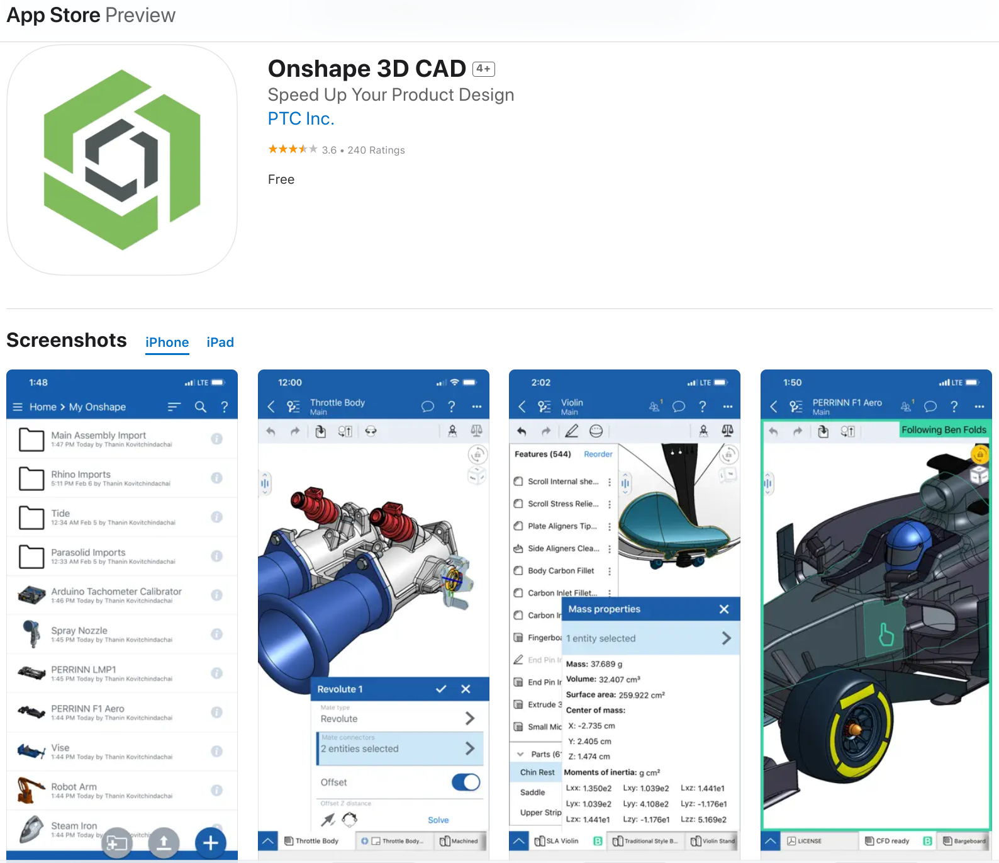 App Store Preview
Onshape 3D CAD 4+
Speed Up Your Product Design
PTC Inc.
3.6 • 240 Ratings
Free
Screenshots iPhone iPad
1:48 LTE
Home > My Onshape ?
Main Assembly Import
1:47 PM Today by Thanin Kovitchindachai
Rhino Imports
5:11 PM Feb 6 by Thanin Kovitchindachai
Tide
12:34 AM Feb 5 by Thanin Kovitchindachai
Parasolid Imports
12:33 AM Feb 5 by Thanin Kovitchindachai
Arduino Tachometer Calibrator
1:46 PM Today by Thanin Kovitchindachai
Spray Nozzle
1:45 PM Today by Thanin Kovitchindachai
PERRINN LMP1
1:45 PM Today by Thanin Kovitchindachai
PERRINN F1 Aero
1:44 PM Today by Thanin Kovitchindachai
Vise
1:44 PM Today by Thanin Kovitchindachai
Robot Arm
1:44 PM Today by Thanin Kovitchindachai
Steam Iron
1:44 PM Today by Thanin Kovitchindachai
12:00
Throttle Body
Main
?
Revolute 1
Mate type
Revolute
Mate connectors
2 entities selected
Offset
Offset Z distance
Solve
Throttle Body Throttle Body... Machined
2:02 LTE
Violin
Main
1 ?
Features (544) Reorder
Scroll Internal she...
Scroll Stress Relie...
Plate Aligners Tip...
Side Aligners Clea...
Body Carbon Fillet
Carbon Inlet Fillet...
Carbon Ir
Fingerboa
End Pin In
End Pin Ir
Extrude 3
Small Mic
Parts (61
Chin Rest
Saddle
Upper Strip
Mass properties
1 entity selected
Mass: 37.689 g
Volume: 32.407 cm³
Surface area: 259.922 cm²
Center of mass:
X: -2.735 cm
Y: 2.405 cm
Z: 1.474 cm
Moments of inertia: g cm²
Lxx: 1.350e2 Lxy: 1.039e2 Lxz: 1.441e1
Lyx: 1.039e2 Lyy: 4.108e2 Lyz: -1.176e1
Lzx: 1.441e1 Lzy: -1.176e1 Lzz: 5.169e2
SLA Violin B Traditional Style B... Violin Stand
1:50 LTE
PERRINN F1 Aero
Main
1 ?
Following Ben Folds
LICENSE CFD ready B Bargeboard